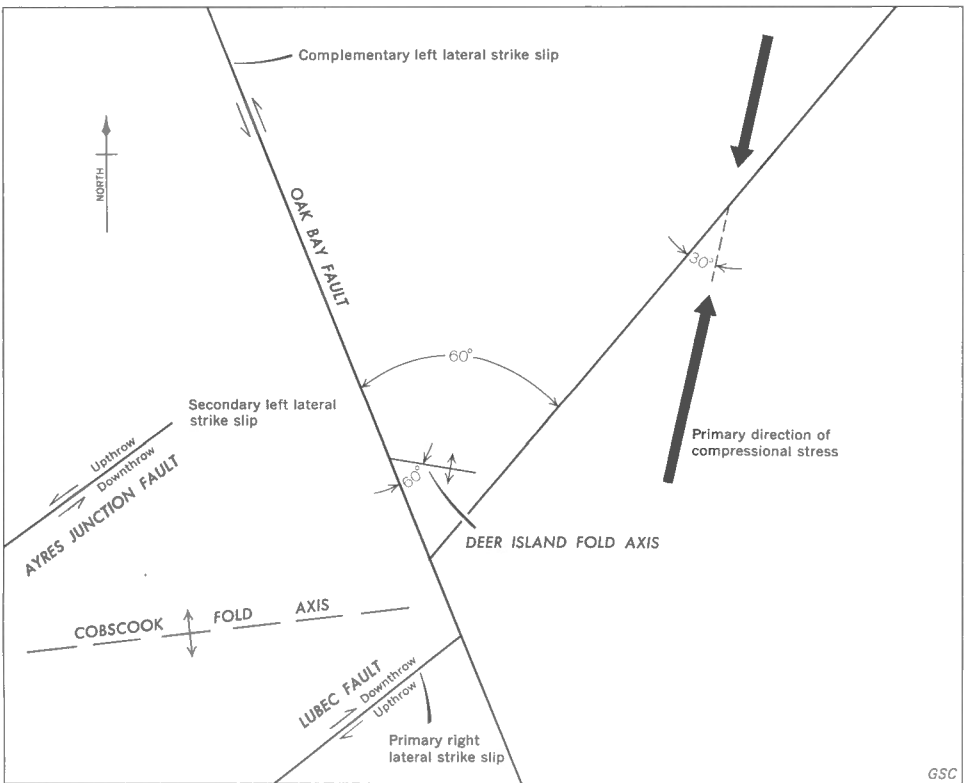 Complementary left lateral strike slip
NORTH
OAK BAY FAULT
30°
60°
Secondary left lateral
strike slip
Upthrow
Downthrow
AYRES JUNCTION FAULT
Primary direction of
compressional stress
60°
DEER ISLAND FOLD AXIS
COBSCOOK FOLD AXIS
LUBEC FAULT
Downthrow
Upthrow
Primary right
lateral strike slip
GSC